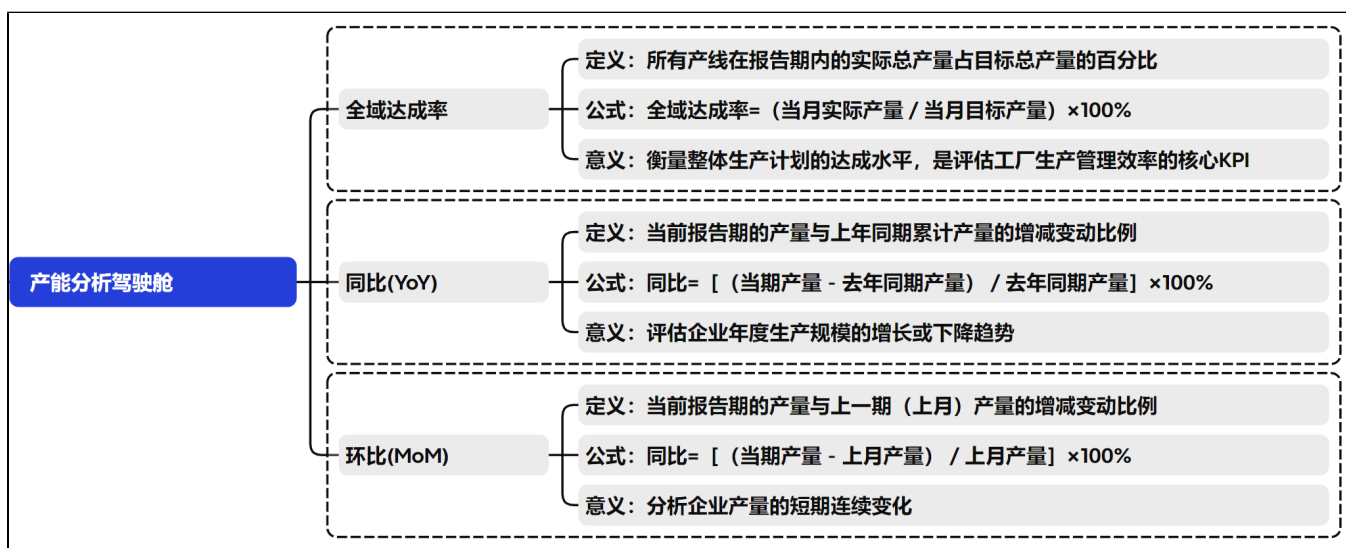 产能分析驾驶舱
全域达成率
定义：所有产线在报告期内的实际总产量占目标总产量的百分比
公式：全域达成率=（当月实际产量 / 当月目标产量）×100%
意义：衡量整体生产计划的达成水平，是评估工厂生产管理效率的核心KPI
同比(YoY)
定义：当前报告期的产量与上年同期累计产量的增减变动比例
公式：同比=［（当期产量 - 去年同期产量） / 去年同期产量］×100%
意义：评估企业年度生产规模的增长或下降趋势
环比(MoM)
定义：当前报告期的产量与上一期（上月）产量的增减变动比例
公式：同比=［（当期产量 - 上月产量） / 上月产量］×100%
意义：分析企业产量的短期连续变化